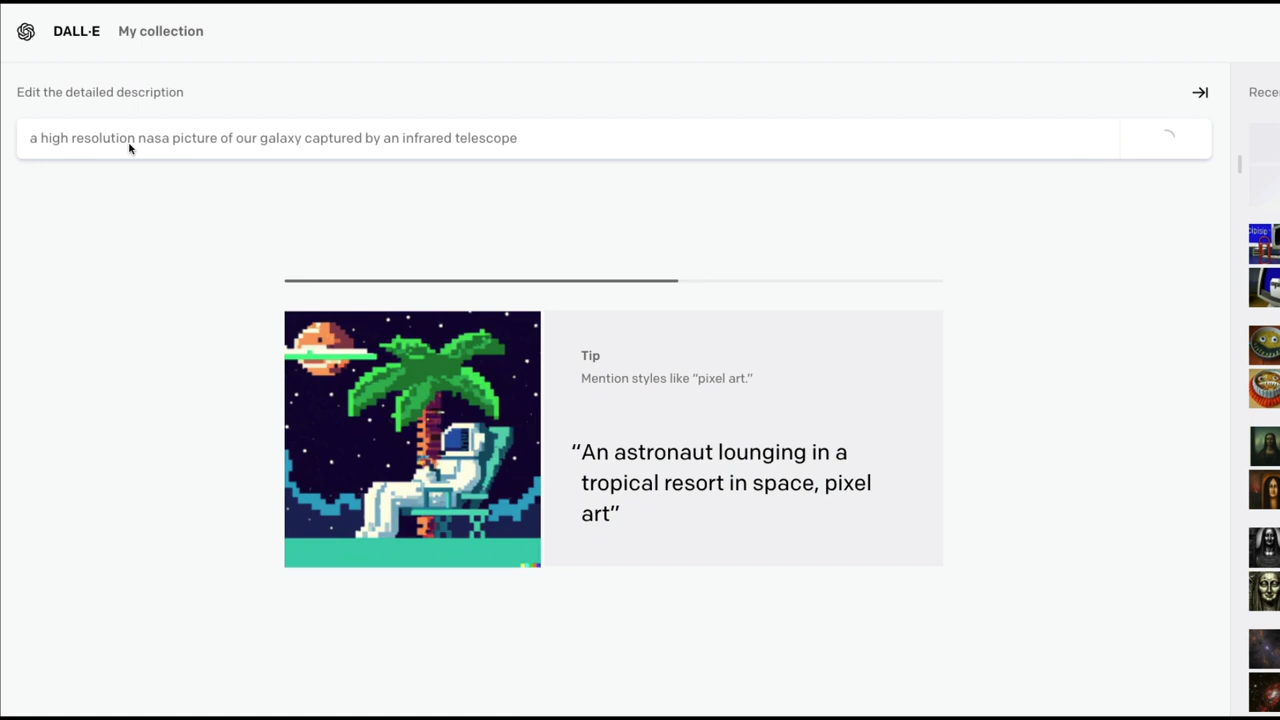 DALL·E My collection
Edit the detailed description
a high resolution nasa picture of our galaxy captured by an infrared telescope
Tip
Mention styles like “pixel art.”
“An astronaut lounging in a
tropical resort in space, pixel
art”